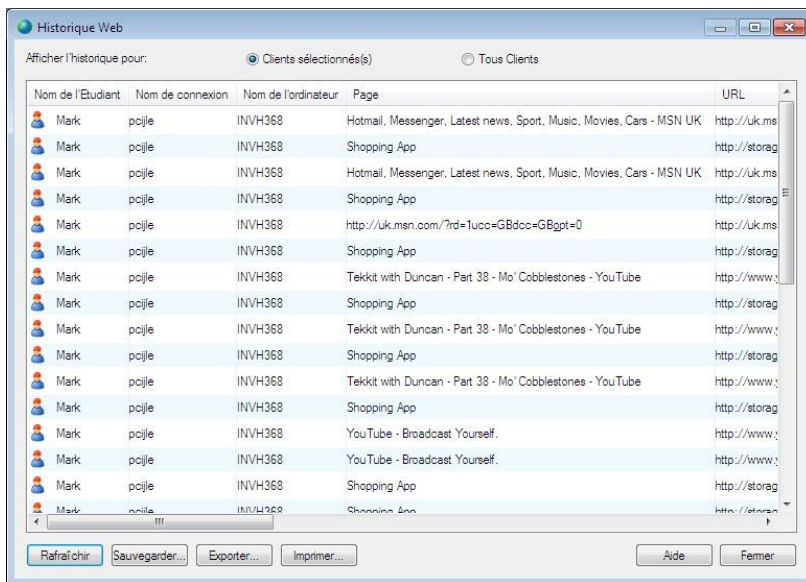 Historique Web
Afficher l'historique pour: Clients sélectionnés(s) Tous Clients
Nom de l'Etudiant Nom de connexion Nom de l'ordinateur Page URL
Mark pcijle INVH368 Hotmail, Messenger, Latest news, Sport, Music, Movies, Cars - MSN UK http://uk.ms
Mark pcijle INVH368 Shopping App http://storag
Mark pcijle INVH368 Hotmail, Messenger, Latest news, Sport, Music, Movies, Cars - MSN UK http://uk.ms
Mark pcijle INVH368 Shopping App http://storag
Mark pcijle INVH368 http://uk.msn.com/?rd=1ucc=GBdcc=GBopt=0 http://uk.ms
Mark pcijle INVH368 Shopping App http://storag
Mark pcijle INVH368 Tekkit with Duncan - Part 38 - Mo' Cobblestones - YouTube http://www.y
Mark pcijle INVH368 Shopping App http://storag
Mark pcijle INVH368 Tekkit with Duncan - Part 38 - Mo' Cobblestones - YouTube http://www.y
Mark pcijle INVH368 Shopping App http://storag
Mark pcijle INVH368 Tekkit with Duncan - Part 38 - Mo' Cobblestones - YouTube http://www.y
Mark pcijle INVH368 Shopping App http://storag
Mark pcijle INVH368 YouTube - Broadcast Yourself. http://www.y
Mark pcijle INVH368 YouTube - Broadcast Yourself. http://www.y
Mark pcijle INVH368 Shopping App http://storag
Mark pcijle INVH368 Shopping App http://storag
Rafraîchir Sauvegarder... Exporter... Imprimer... Aide Fermer